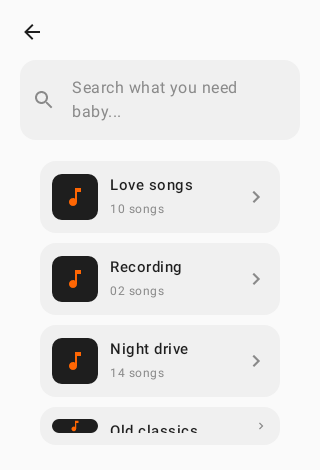 Search what you need
baby...
Love songs
10 songs
Recording
02 songs
Night drive
14 songs
Old classics